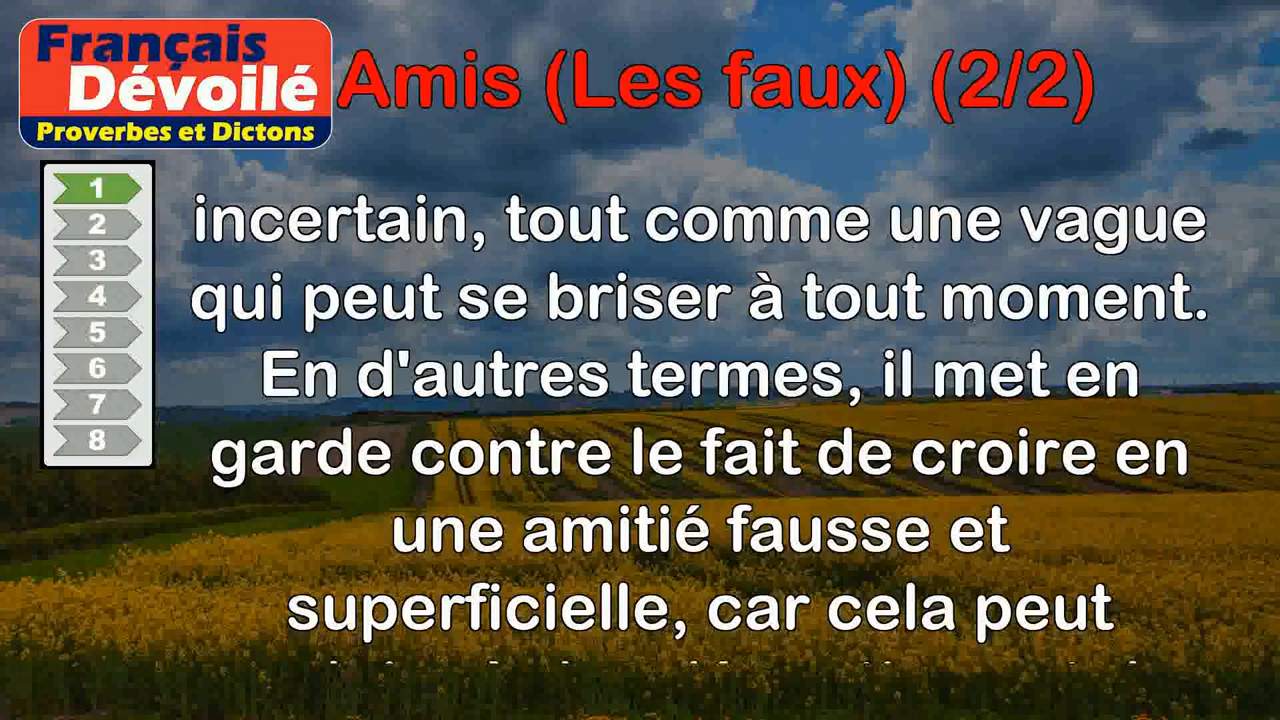 Français
Dévoilé
Proverbes et Dictons
Amis (Les faux) (2/2)
1
2
3
4
5
6
7
8
incertain, tout comme une vague
qui peut se briser à tout moment.
En d'autres termes, il met en
garde contre le fait de croire en
une amitié fausse et
superficielle, car cela peut